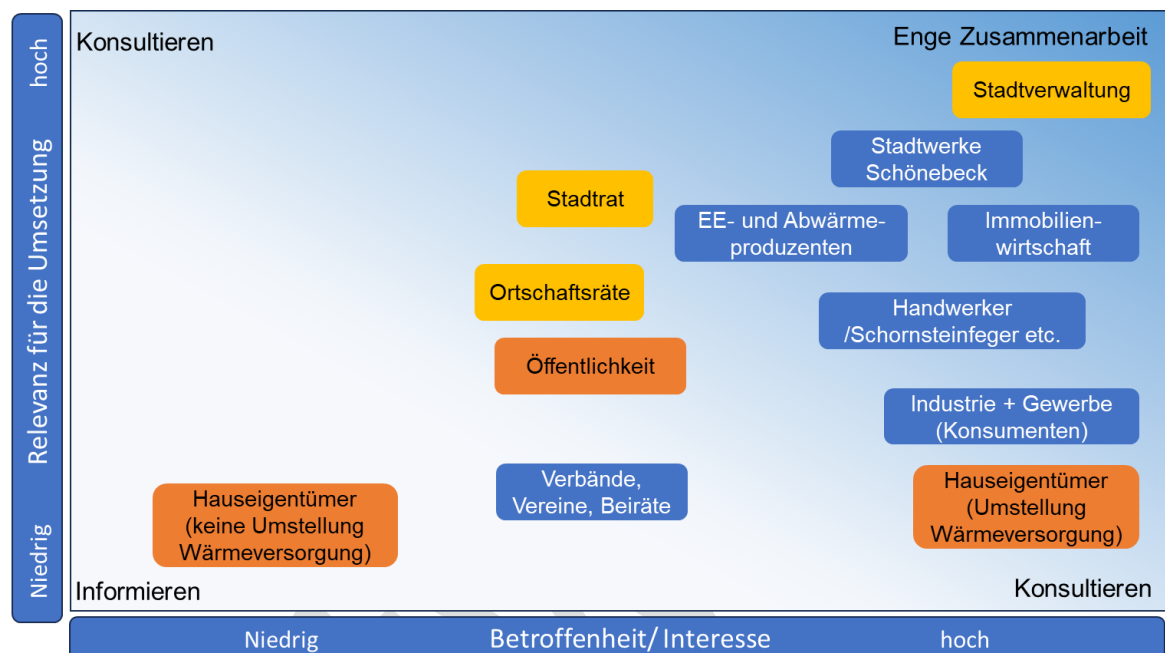 Konsultieren
Enge Zusammenarbeit
hoch
Relevanz für die Umsetzung
Niedrig
Stadtverwaltung
Stadtwerke
Schönebeck
Stadtrat
EE- und Abwärme-
produzenten
Immobilien-
wirtschaft
Ortschaftsräte
Handwerker
/Schornsteinfeger etc.
Öffentlichkeit
Industrie + Gewerbe
(Konsumenten)
Verbände,
Vereine, Beiräte
Hauseigentümer
(keine Umstellung
Wärmeversorgung)
Hauseigentümer
(Umstellung
Wärmeversorgung)
Informieren
Konsultieren
Niedrig
Betroffenheit/ Interesse
hoch